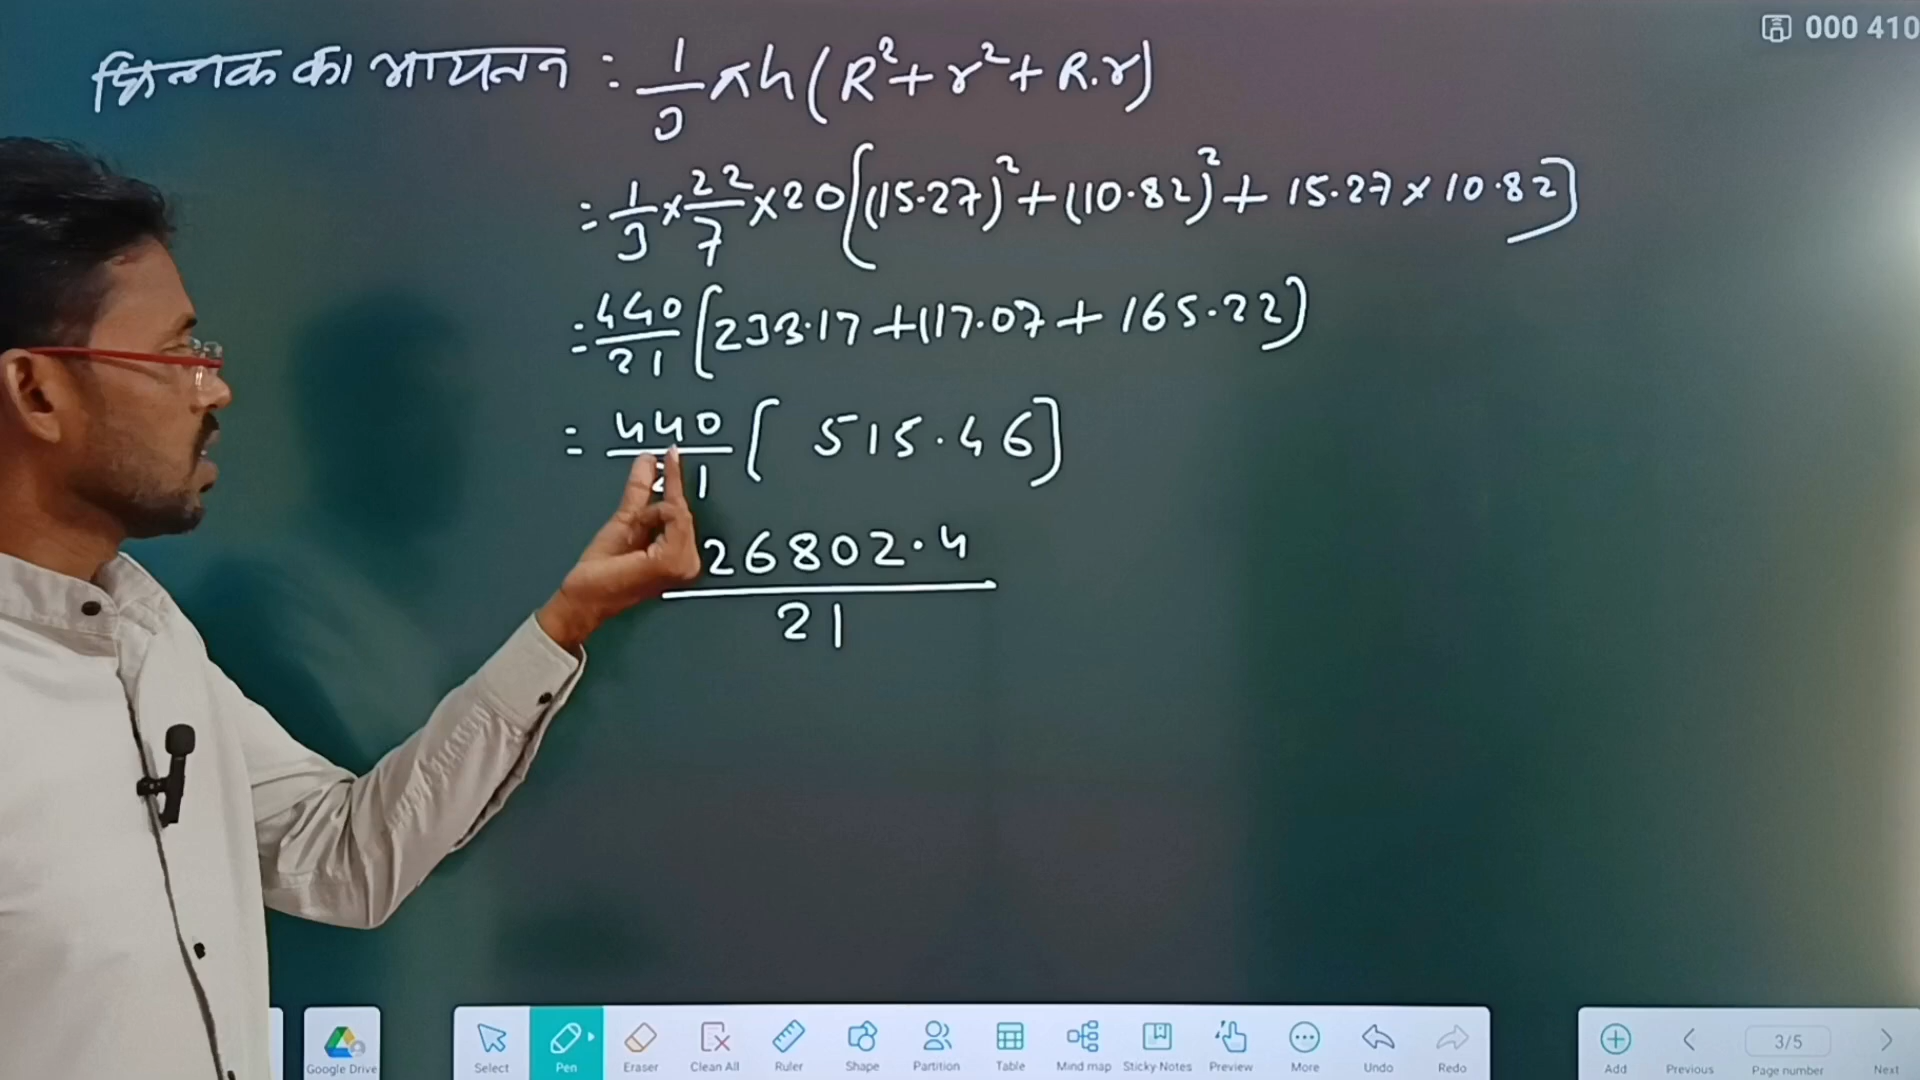 000 410
छिन्नक का आयतन = 1/3 πh (R²+r²+R.r)
= 1/3 × 22/7 × 20 [(15.27)² + (10.82)² + 15.27 × 10.82]
= 440/21 [233.17 + 117.07 + 165.22]
= 440/21 [ 515.46 ]
226802.4/21
Google Drive Select Pen Eraser Clean All Ruler Shape Partition Table Mind map Sticky Notes Preview More Undo Redo Add Previous 3/5 Page number Next